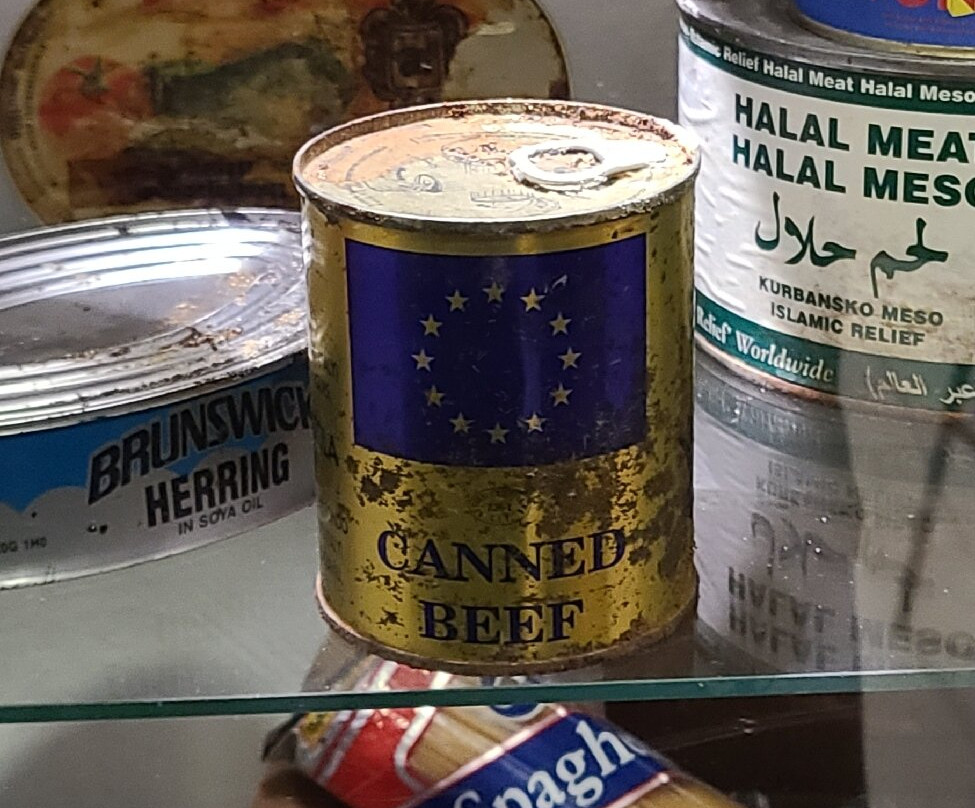 CANNED
BEEF
BRUNSWICK
HERRING
IN SOYA OIL
Relief Halal Meat Halal Meso
HALAL MEAT
HALAL MESO
لحم حلال
KURBANSKO MESO
ISLAMIC RELIEF
Relief Worldwide